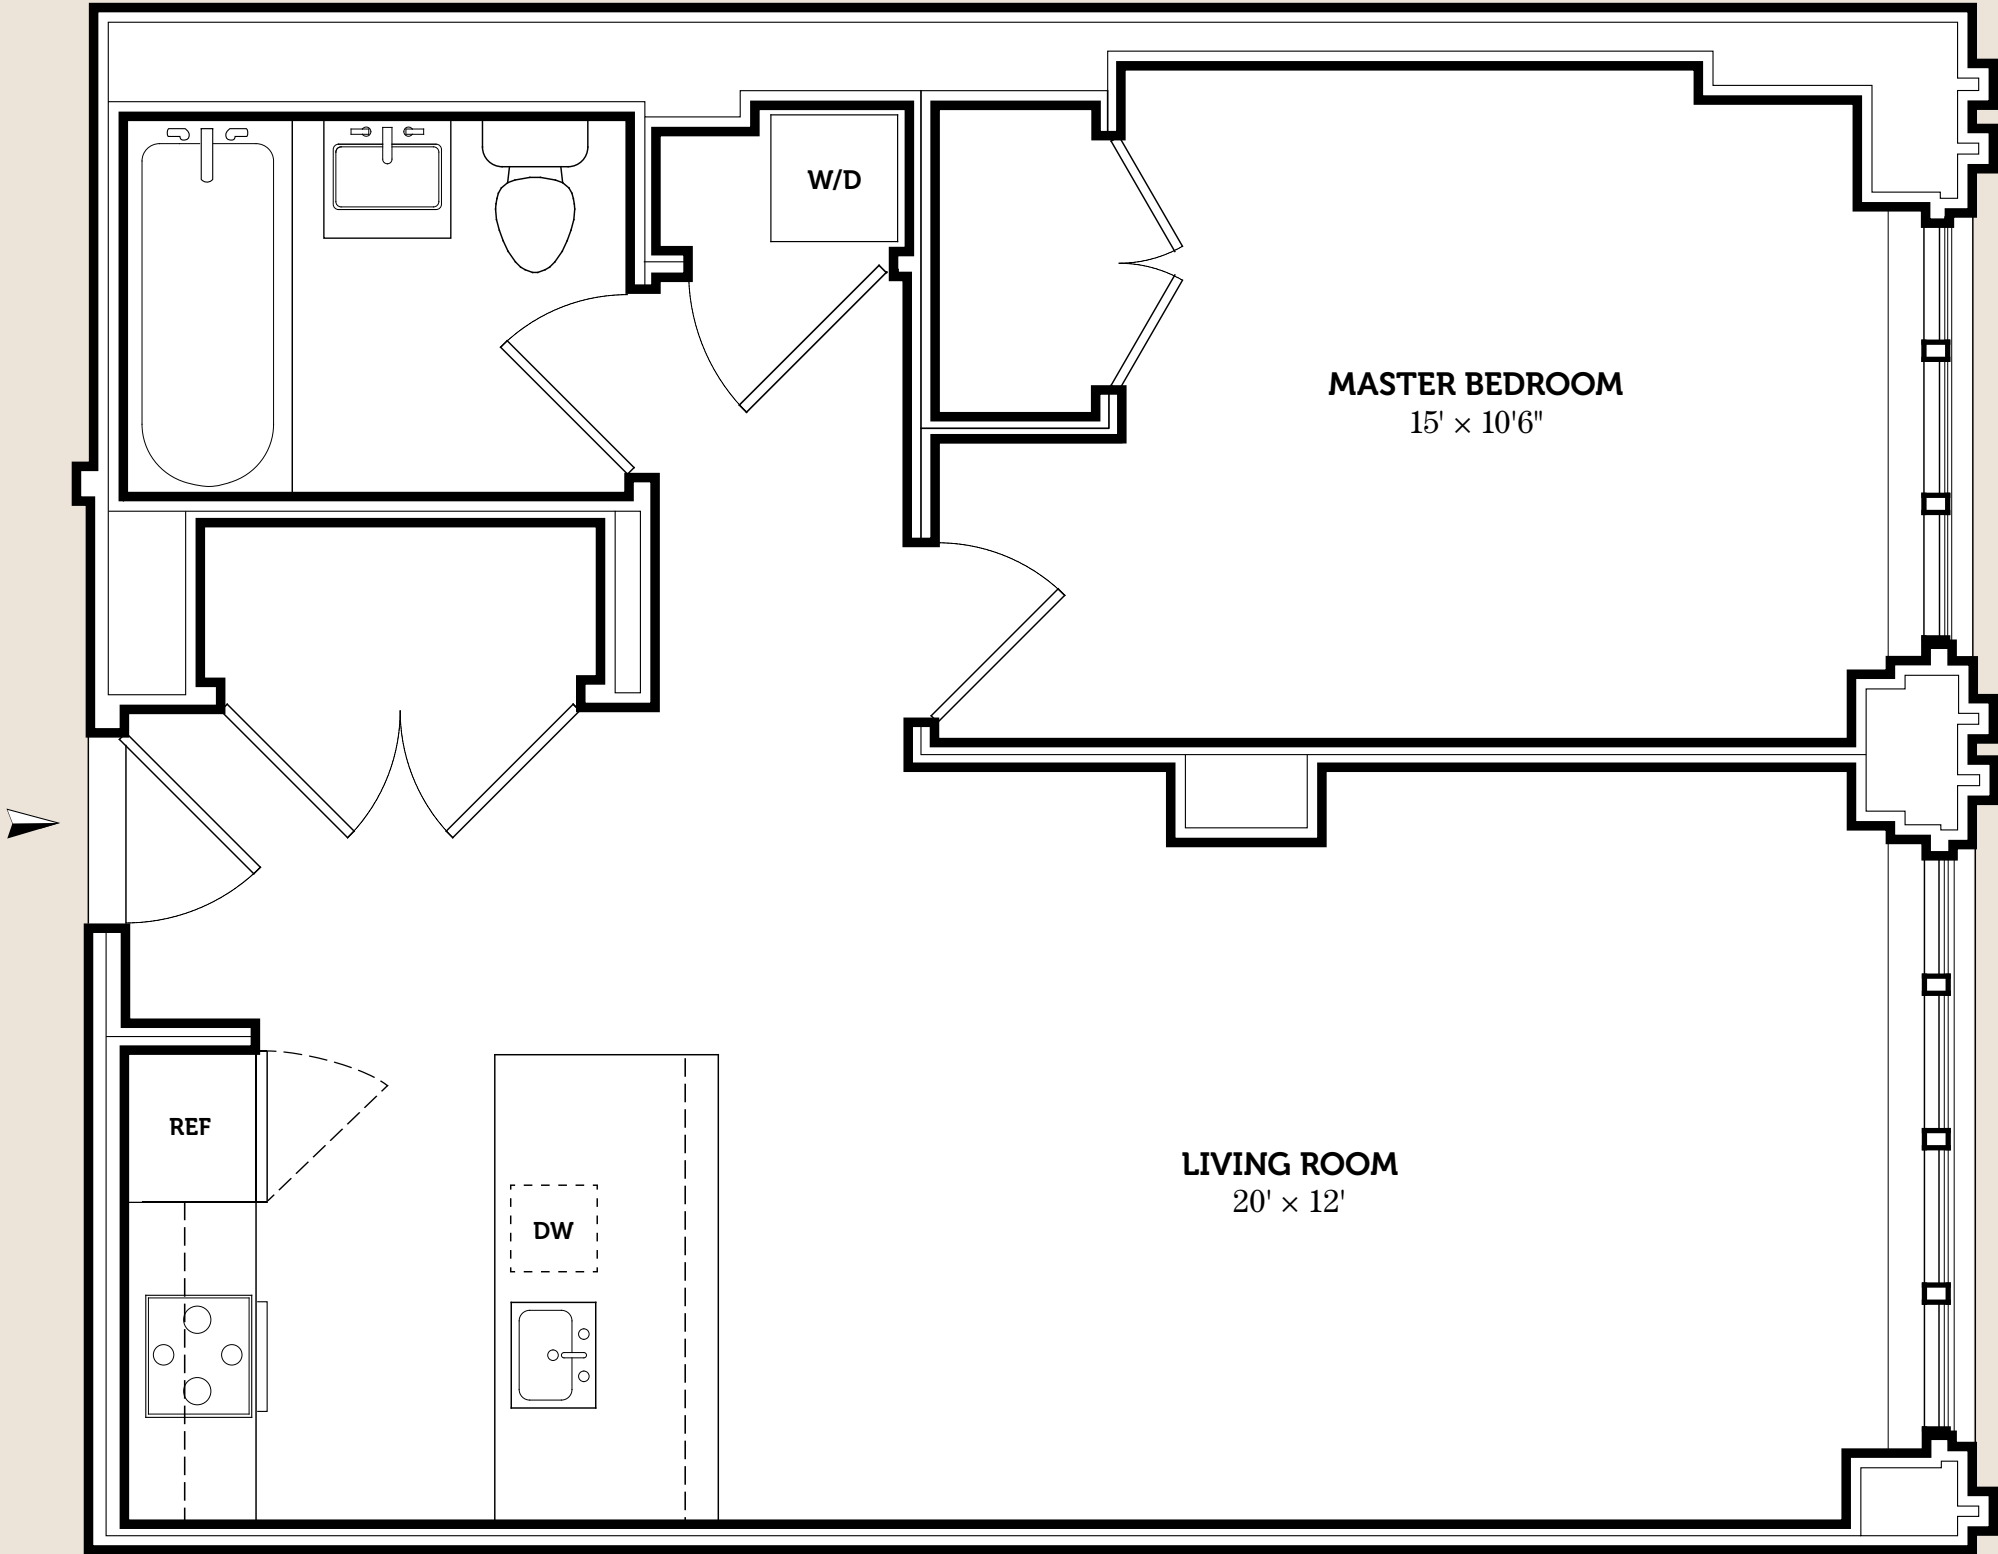 W/D
MASTER BEDROOM
15' × 10'6"
REF
LIVING ROOM
20' × 12'
DW